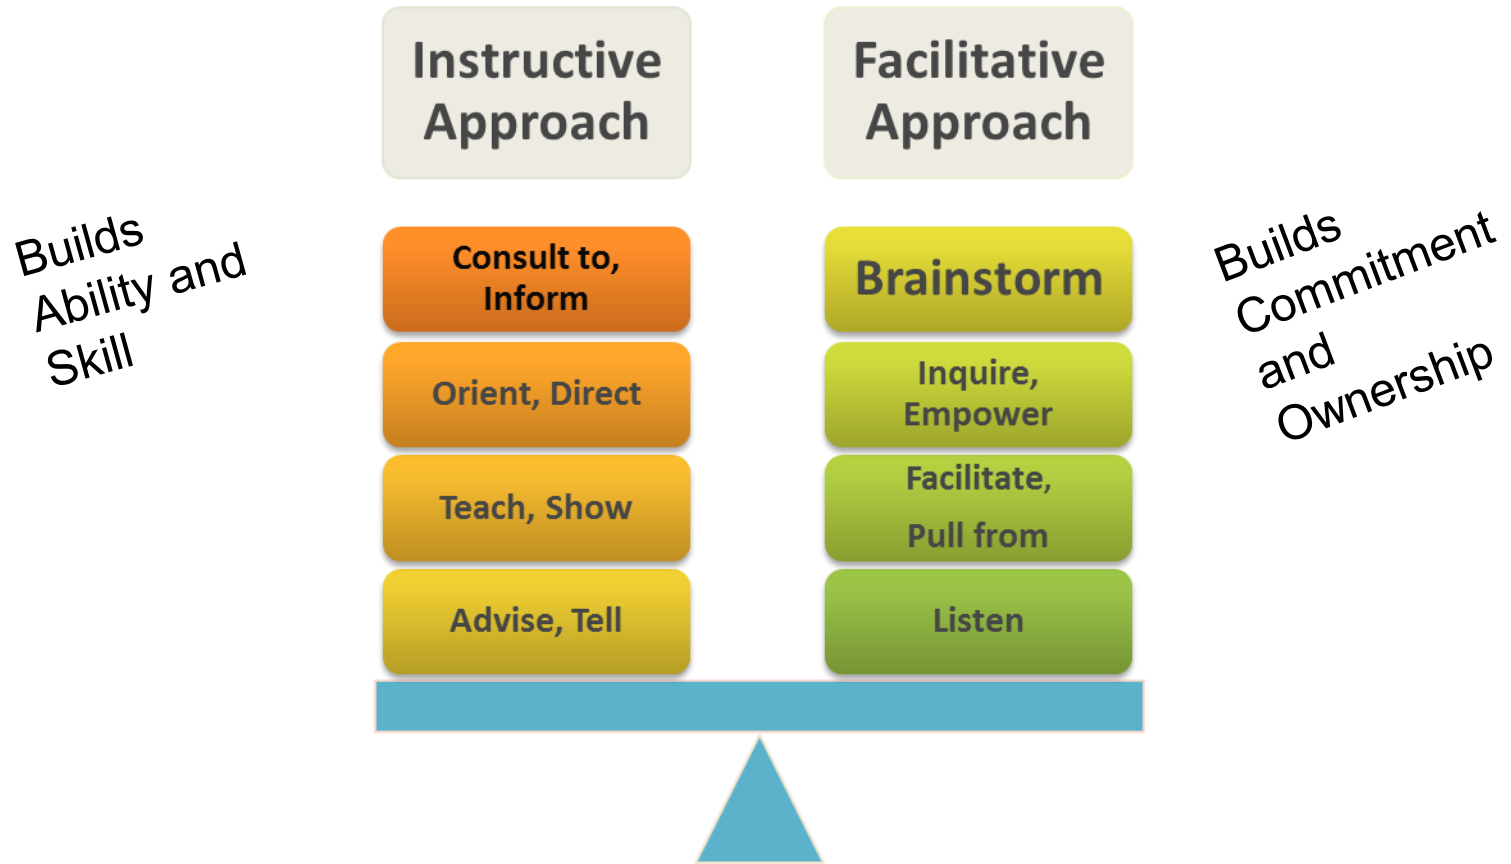 Instructive
Approach
Facilitative
Approach
Builds
Ability and
Skill
Consult to,
Inform
Orient, Direct
Teach, Show
Advise, Tell
Brainstorm
Inquire,
Empower
Facilitate,
Pull from
Listen
Builds
Commitment
and
Ownership